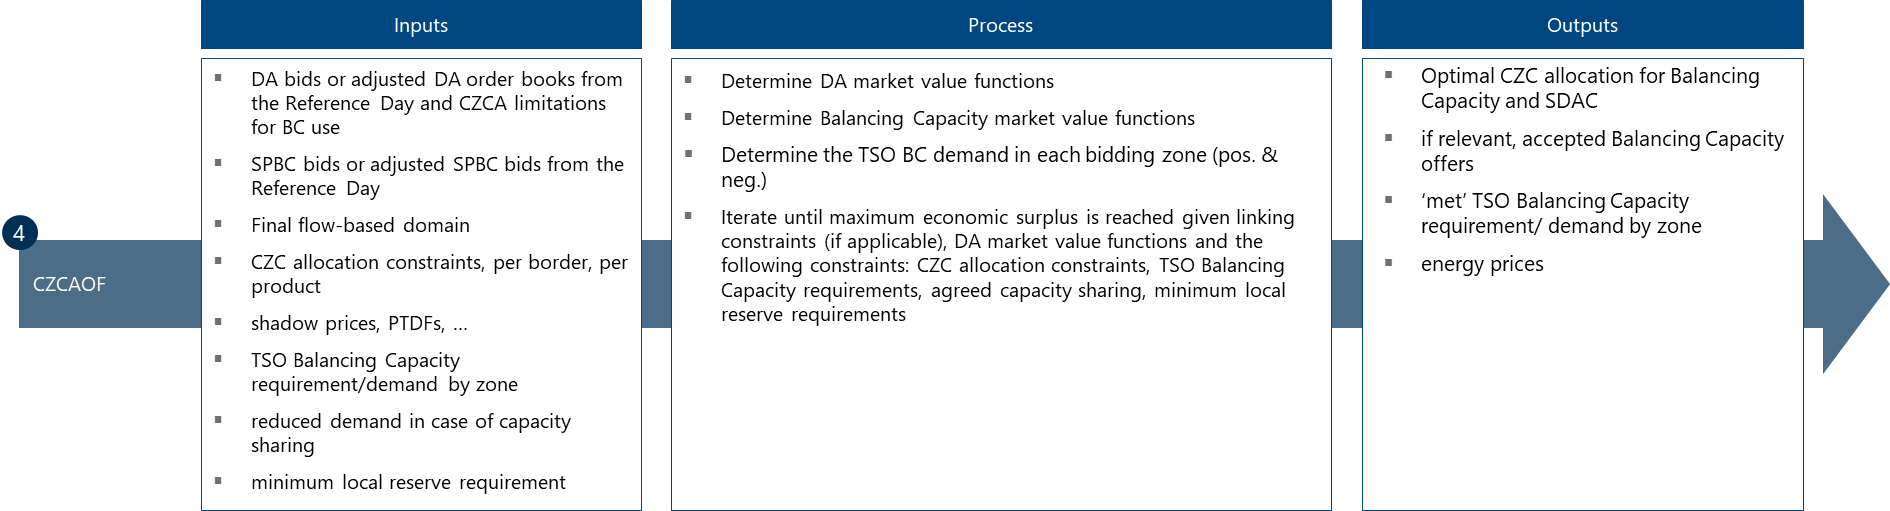 Inputs
Process
Outputs
4
CZCAOF
▪ DA bids or adjusted DA order books from
the Reference Day and CZCA limitations
for BC use
▪ SPBC bids or adjusted SPBC bids from the
Reference Day
▪ Final flow-based domain
▪ CZC allocation constraints, per border, per
product
▪ shadow prices, PTDFs, ...
▪ TSO Balancing Capacity
requirement/demand by zone
▪ reduced demand in case of capacity
sharing
▪ minimum local reserve requirement
▪ Determine DA market value functions
▪ Determine Balancing Capacity market value functions
▪ Determine the TSO BC demand in each bidding zone (pos. &
neg.)
▪ Iterate until maximum economic surplus is reached given linking
constraints (if applicable), DA market value functions and the
following constraints: CZC allocation constraints, TSO Balancing
Capacity requirements, agreed capacity sharing, minimum local
reserve requirements
▪ Optimal CZC allocation for Balancing
Capacity and SDAC
▪ if relevant, accepted Balancing Capacity
offers
▪ ‘met’ TSO Balancing Capacity
requirement/ demand by zone
▪ energy prices